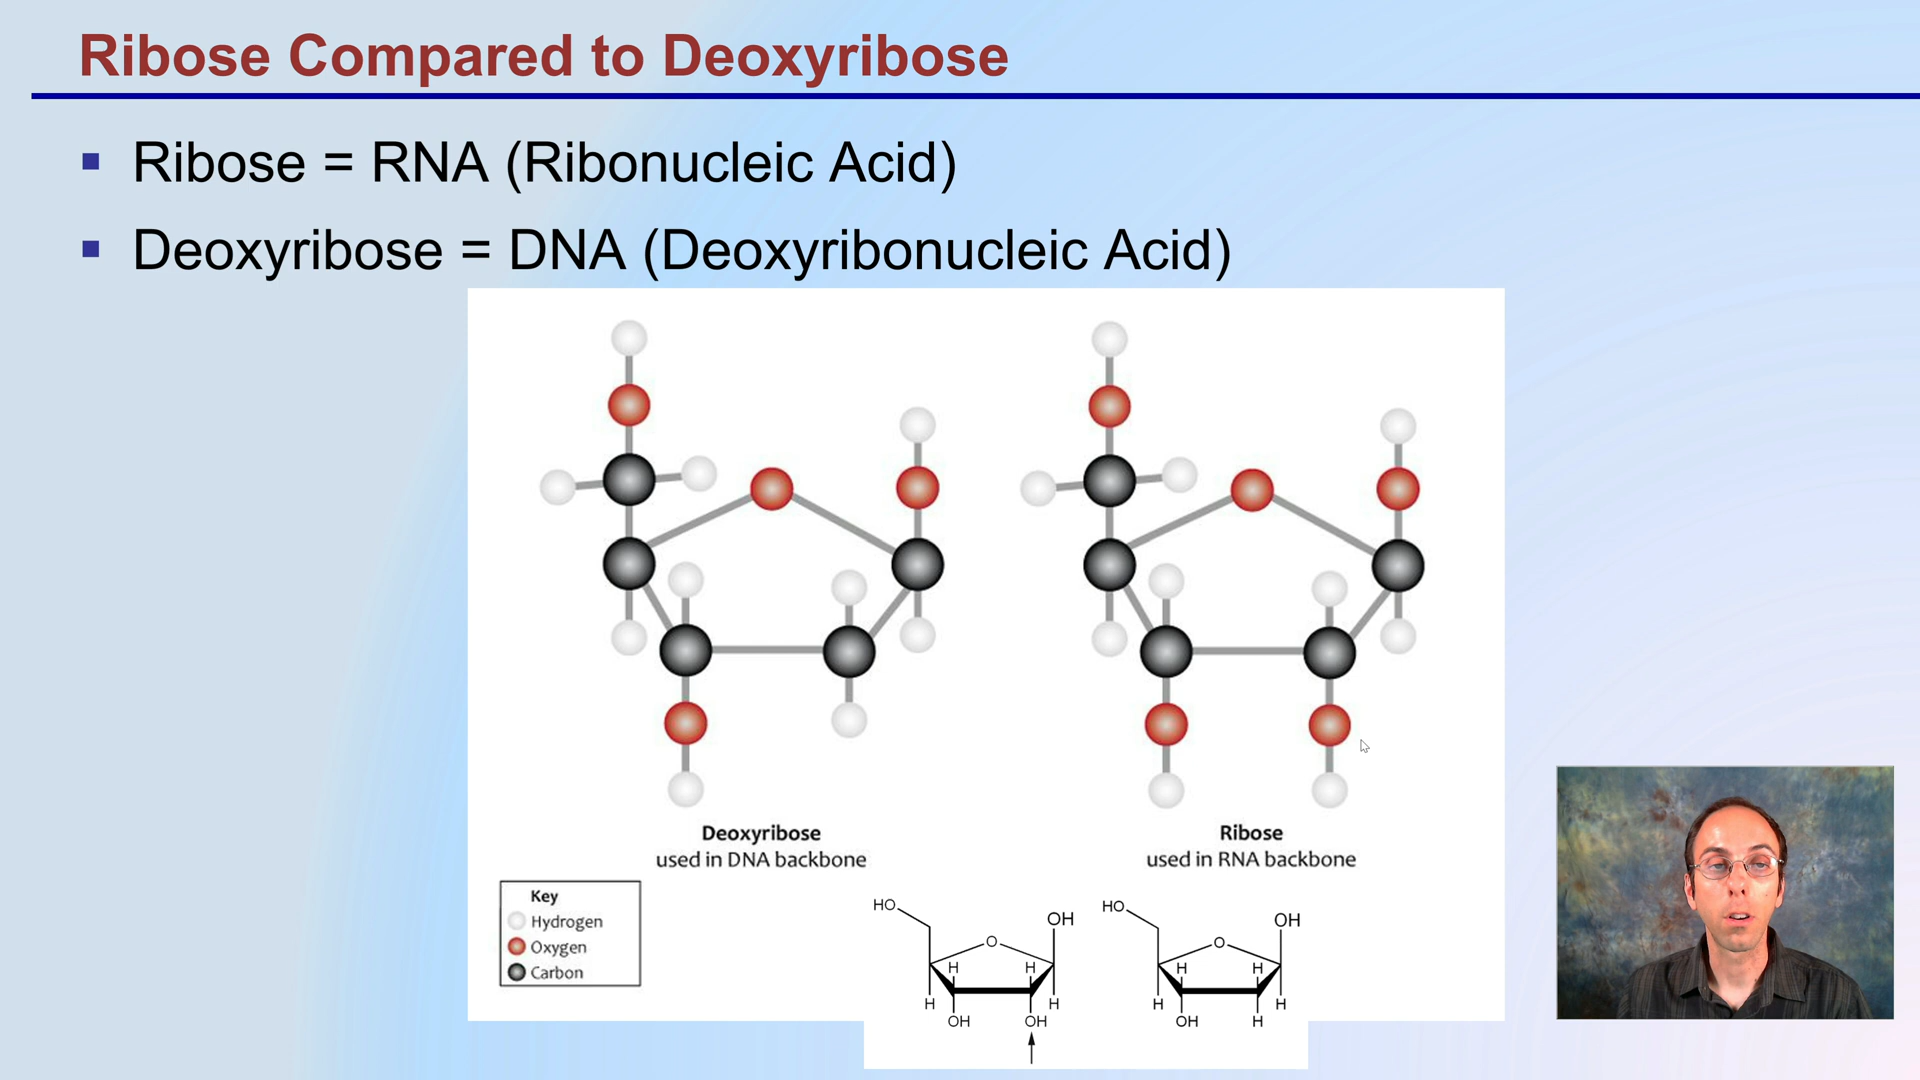 Ribose Compared to Deoxyribose
Ribose = RNA (Ribonucleic Acid)
Deoxyribose = DNA (Deoxyribonucleic Acid)
Deoxyribose
used in DNA backbone
Ribose
used in RNA backbone
Key
Hydrogen
Oxygen
Carbon
HO
OH
O
H
H
H
H
OH
OH
HO
OH
O
H
H
H
H
OH
H